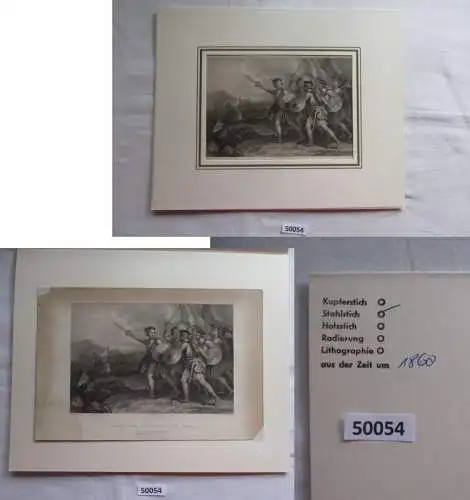 50054
50054
Kupferstich
Stahlstich
Holzstich
Radierung
Lithographie
aus der Zeit um 1860
50054